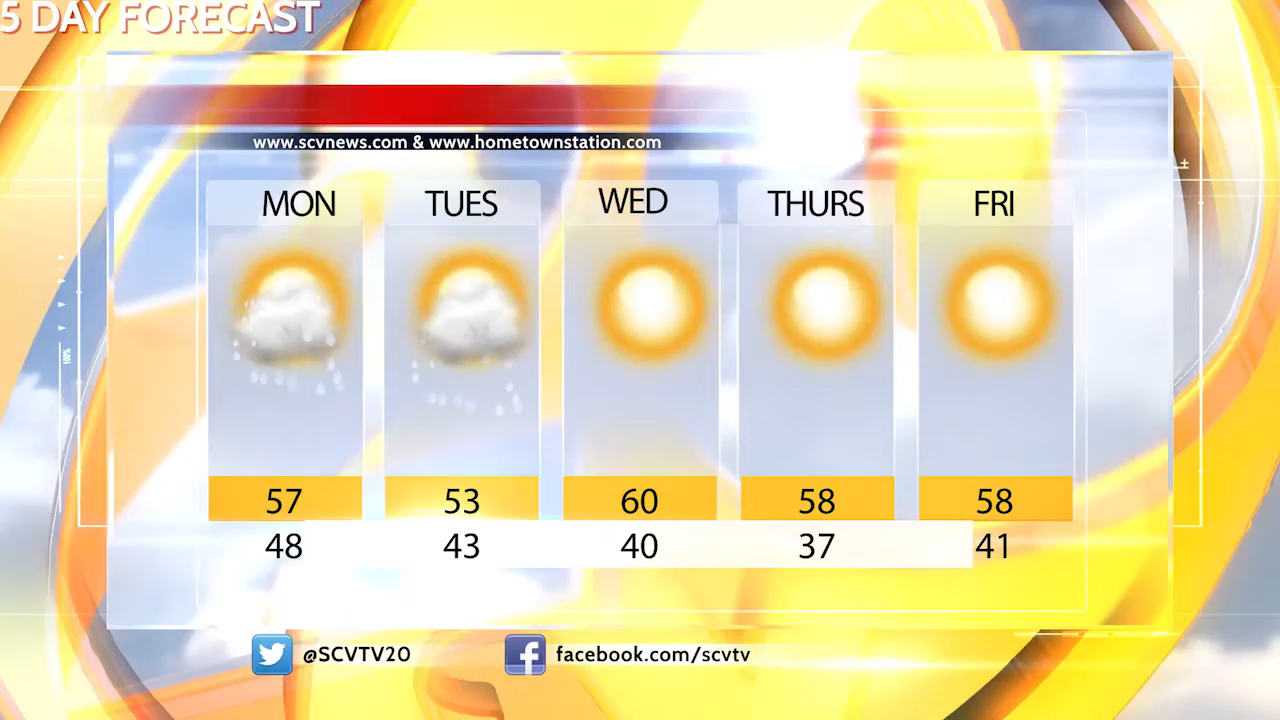 5 DAY FORECAST
www.scvnews.com & www.hometownstation.com
MON TUES WED THURS FRI
57 53 60 58 58
48 43 40 37 41
100%
@SCVTV20 facebook.com/scvtv